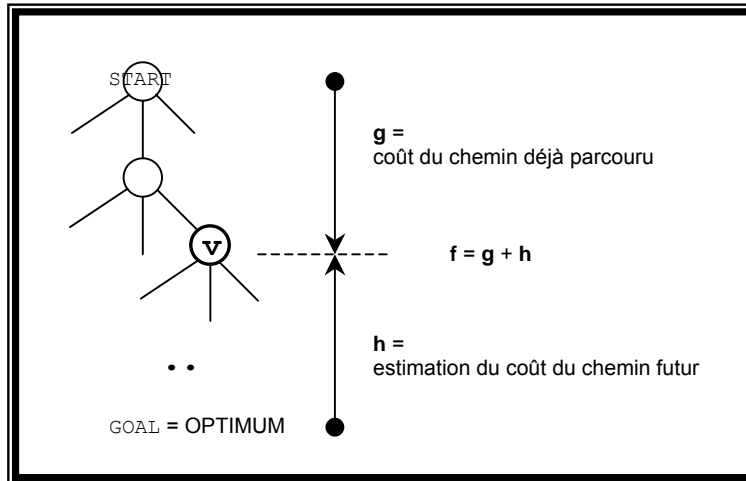 START
g =
coût du chemin déjà parcouru
v
f = g + h
h =
estimation du coût du chemin futur
GOAL = OPTIMUM